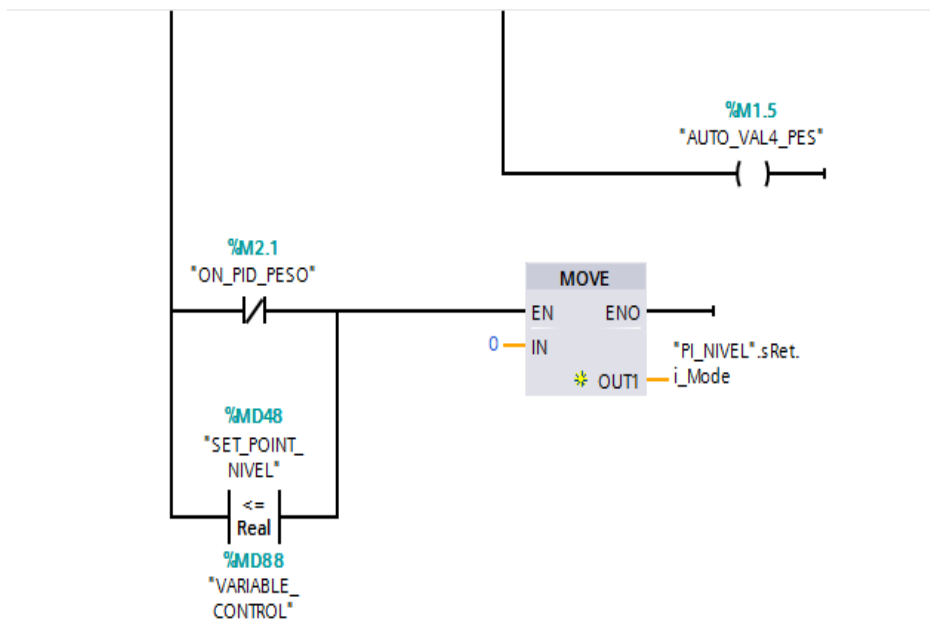 %M1.5
"AUTO_VAL4_PES"
%M2.1
"ON_PID_PESO"
MOVE
EN ENO
0 IN
OUT1
"PI_NIVEL".sRet.
i_Mode
%MD48
"SET_POINT_
NIVEL"
<=
Real
%MD88
"VARIABLE_
CONTROL"